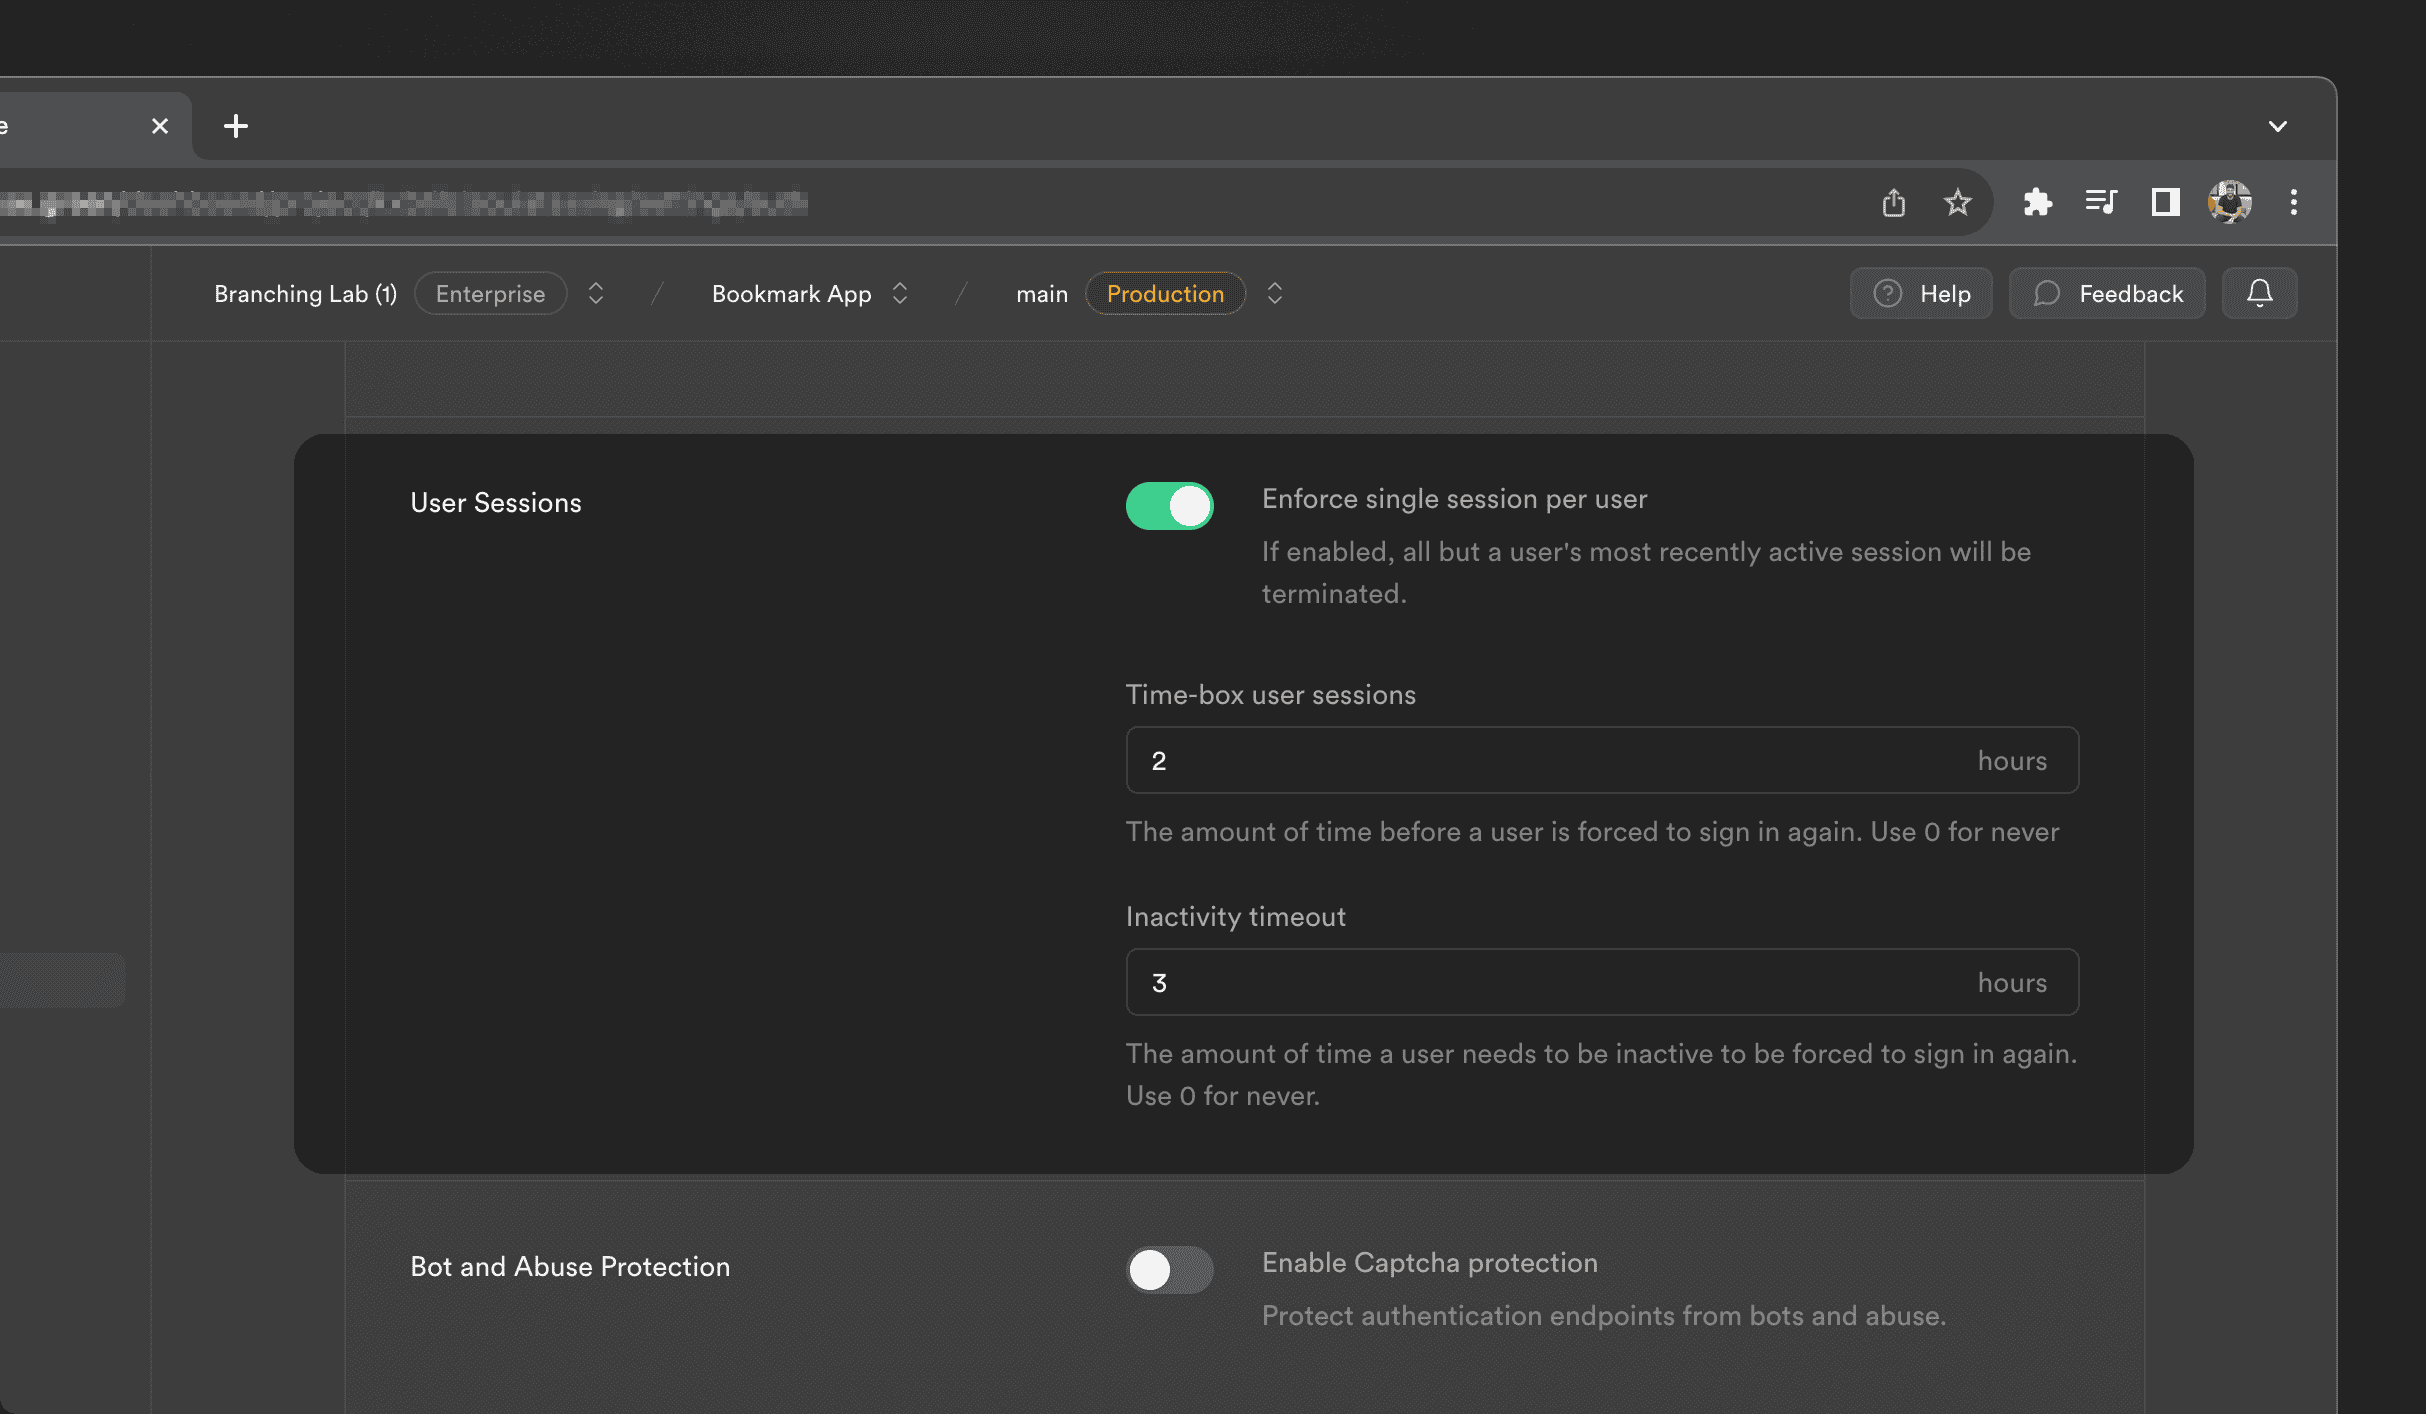 e
Branching Lab (1) Enterprise / Bookmark App / main Production Help Feedback
User Sessions
Enforce single session per user
If enabled, all but a user's most recently active session will be
terminated.
Time-box user sessions
2 hours
The amount of time before a user is forced to sign in again. Use 0 for never
Inactivity timeout
3 hours
The amount of time a user needs to be inactive to be forced to sign in again.
Use 0 for never.
Bot and Abuse Protection
Enable Captcha protection
Protect authentication endpoints from bots and abuse.